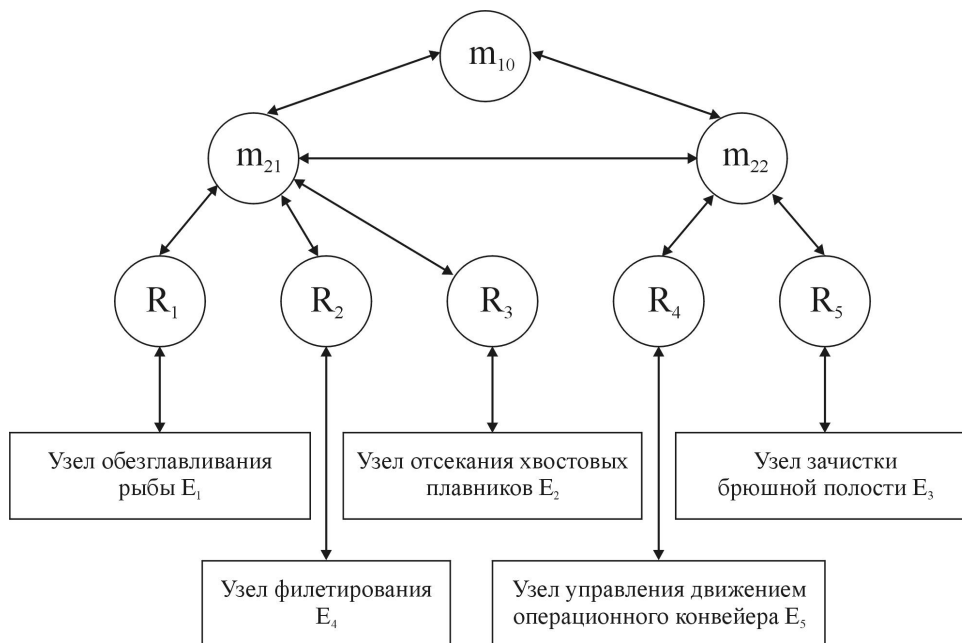 m₁₀
m₂₁
m₂₂
R₁
R₂
R₃
R₄
R₅
Узел обезглавливания
рыбы E₁
Узел отсекания хвостовых
плавников E₂
Узел зачистки
брюшной полости E₃
Узел филетирования
E₄
Узел управления движением
операционного конвейера E₅